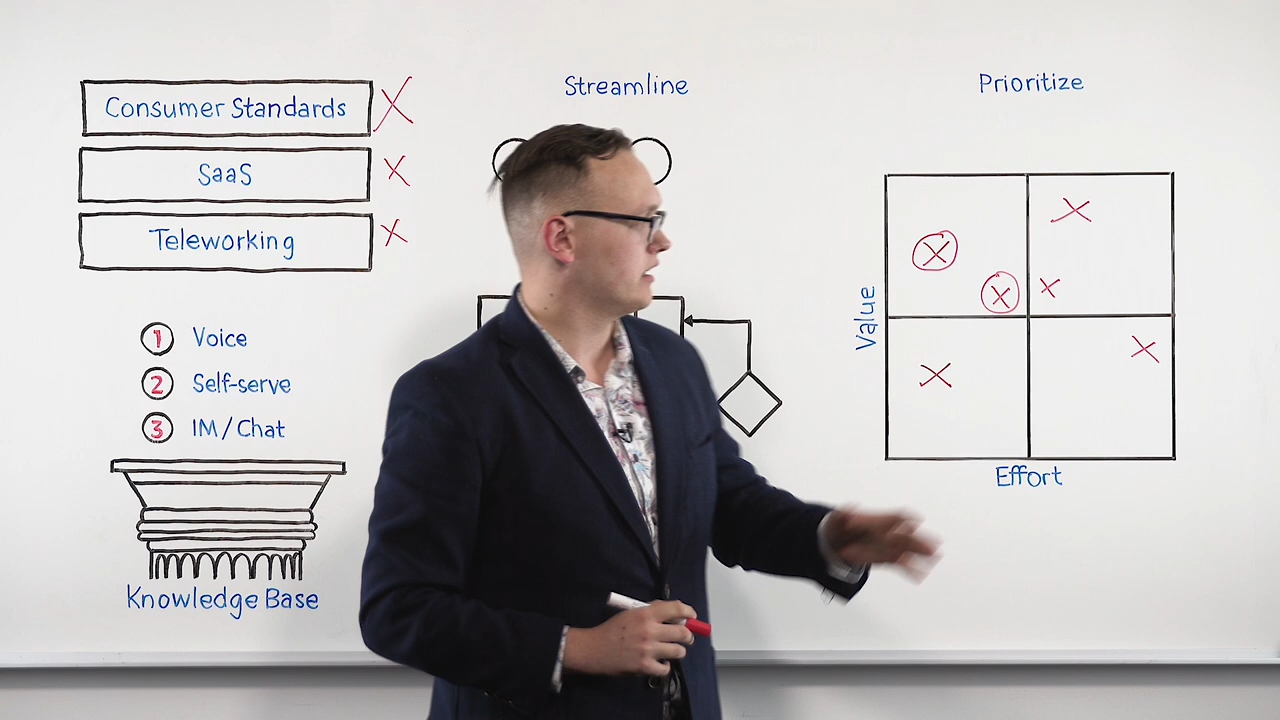 Consumer Standards
SaaS
Teleworking
1 Voice
2 Self-serve
3 IM/Chat
Knowledge Base
Streamline
Prioritize
Value
Effort